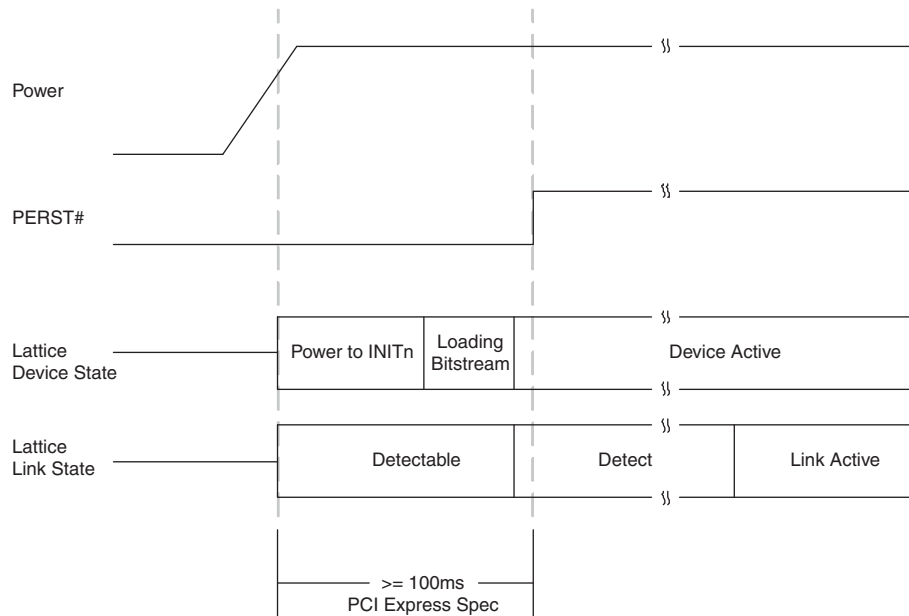 Power
PERST#
Lattice
Device State
Power to INITn
Loading
Bitstream
Device Active
Lattice
Link State
Detectable
Detect
Link Active
>= 100ms
PCI Express Spec